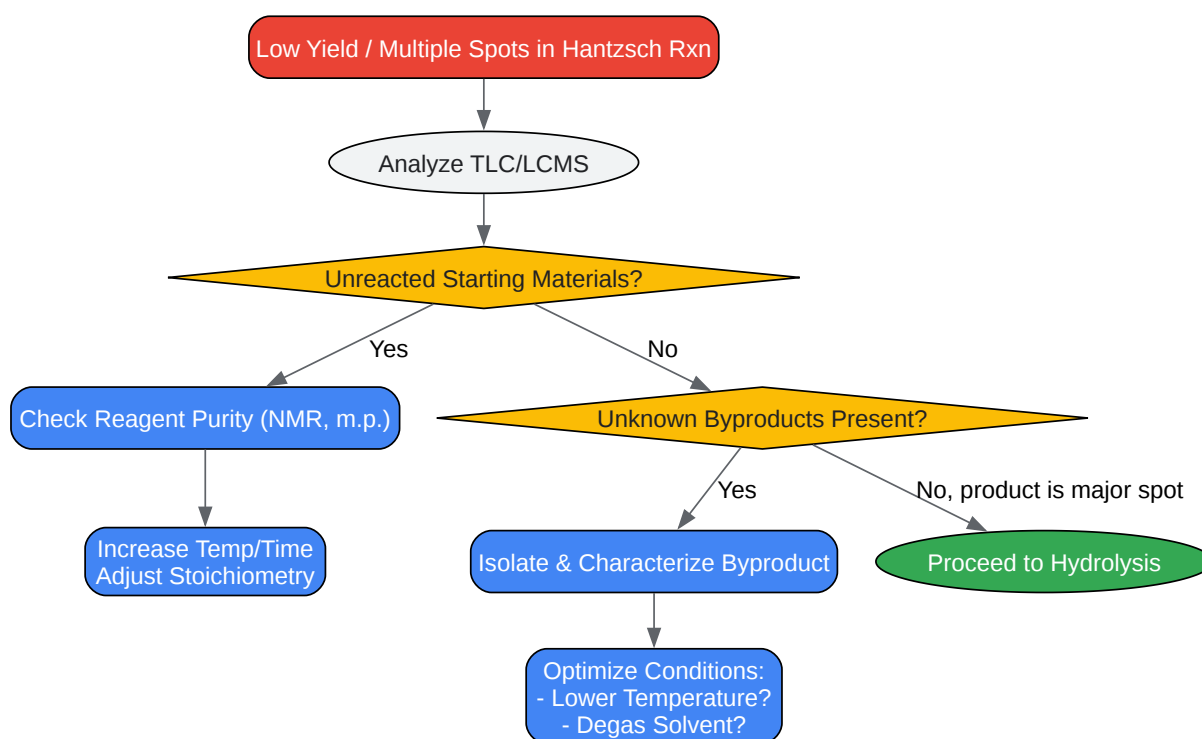 Low Yield / Multiple Spots in Hantzsch Rxn
Analyze TLC/LCMS
Unreacted Starting Materials?
Yes
No
Check Reagent Purity (NMR, m.p.)
Unknown Byproducts Present?
Yes
No, product is major spot
Increase Temp/Time
Adjust Stoichiometry
Isolate & Characterize Byproduct
Proceed to Hydrolysis
Optimize Conditions:
- Lower Temperature?
- Degas Solvent?